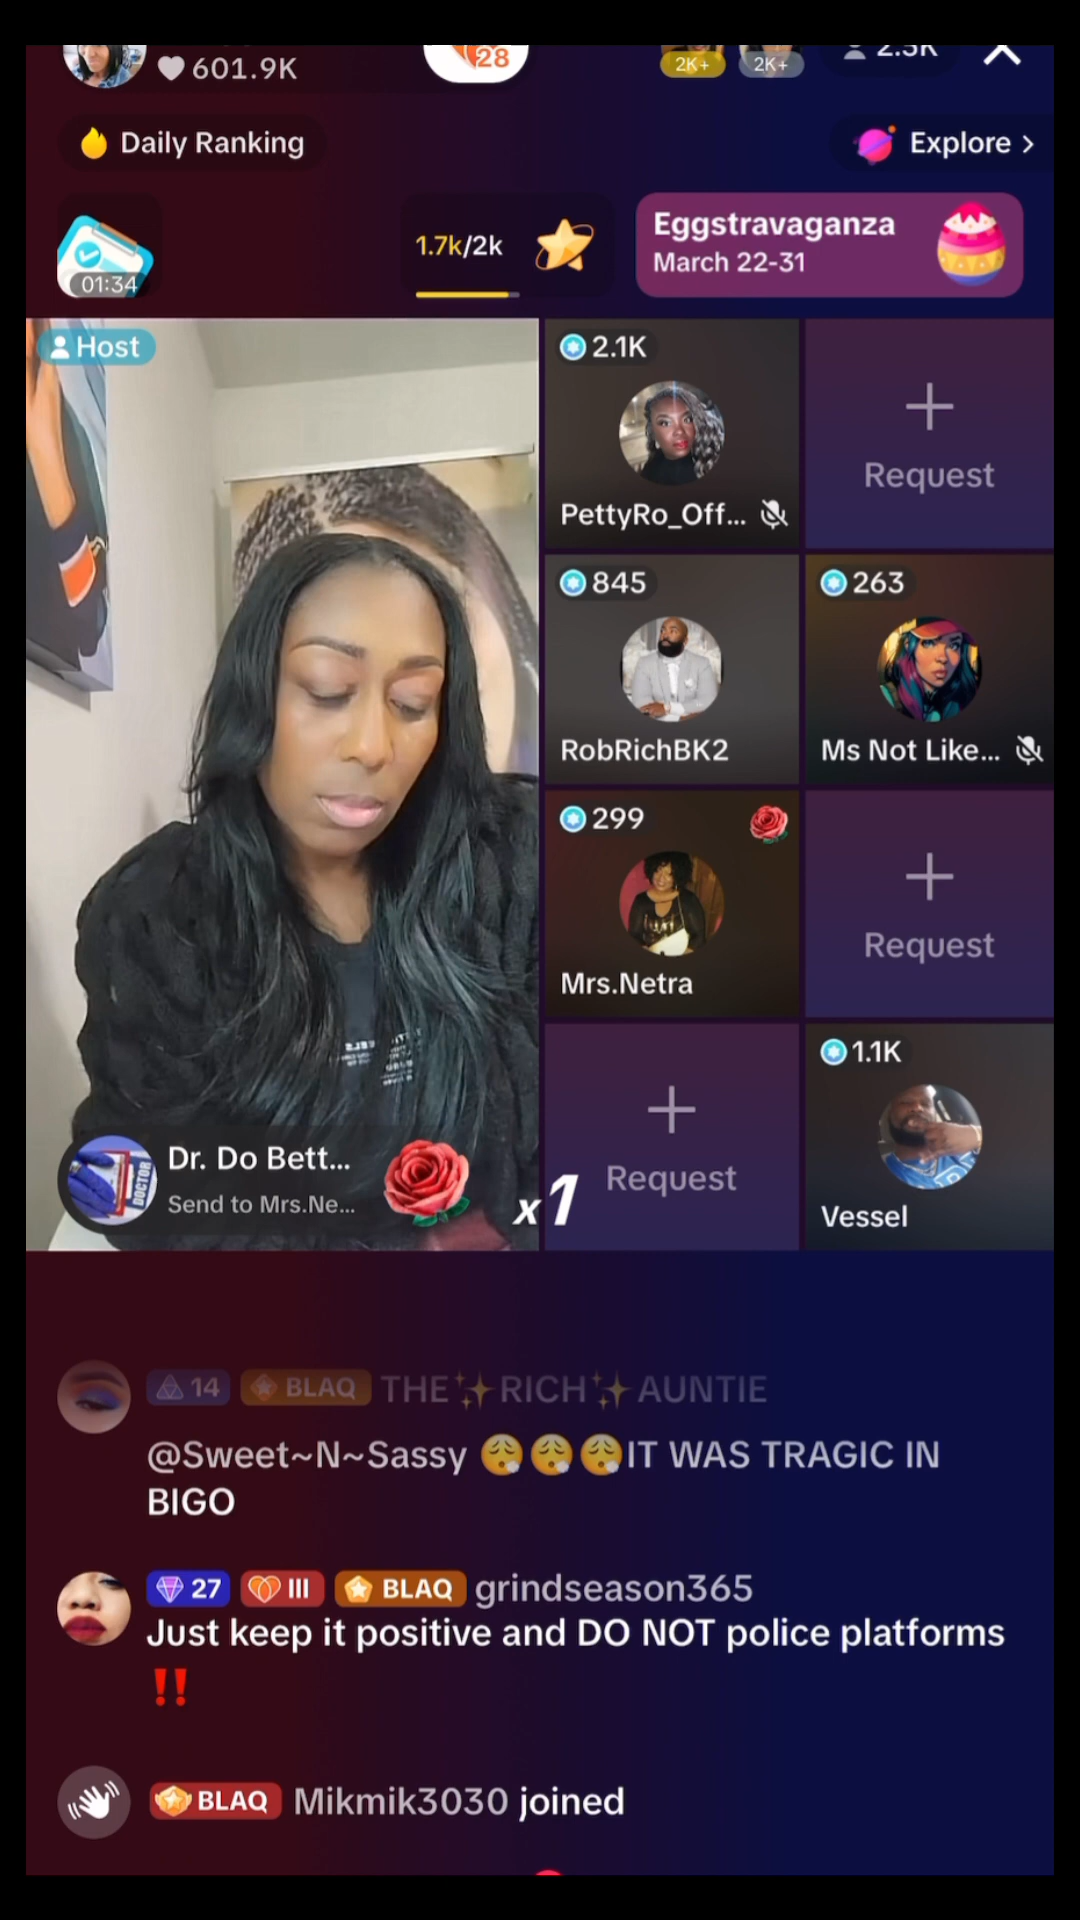 601.9K
28
2K+
2K+
2.5K
Daily Ranking
Explore >
01:34
1.7k/2k
Eggstravaganza
March 22-31
Host
2.1K
PettyRo_Off...
Request
845
RobRichBK2
263
Ms Not Like...
299
Mrs.Netra
Request
Request
1.1K
Vessel
DOCTOR
Dr. Do Bett...
Send to Mrs.Ne...
x1
14 BLAQ THE✨RICH✨AUNTIE
@Sweet~N~Sassy 😮‍💨😮‍💨😮‍💨IT WAS TRAGIC IN
BIGO
27 III BLAQ grindseason365
Just keep it positive and DO NOT police platforms
‼️
BLAQ Mikmik3030 joined